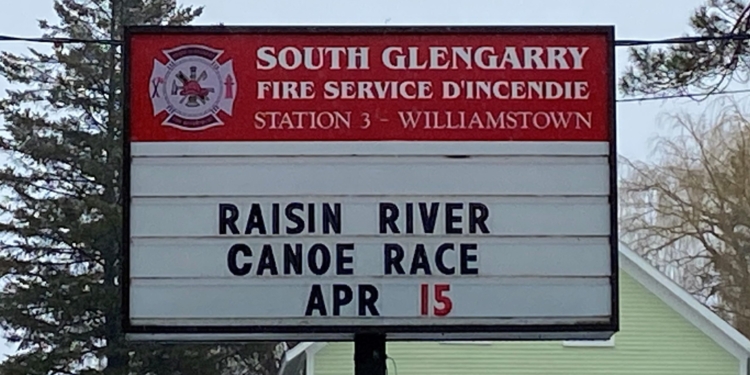 SOUTH GLENGARRY
FIRE SERVICE D'INCENDIE
STATION 3 - WILLIAMSTOWN
RAISIN RIVER
CANOE RACE
APR 15